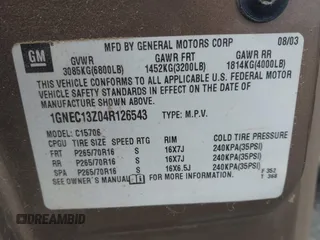 GM
MFD BY GENERAL MOTORS CORP 08/03
GVWR GAWR FRT GAWR RR
3085KG(6800LB) 1452KG(3200LB) 1814KG(4000LB)
THIS VEHICLE CONFORMS TO ALL APPLICABLE U.S.
FEDERAL MOTOR VEHICLE SAFETY STANDARDS IN
EFFECT ON THE DATE OF MANUFACTURE SHOWN ABOVE.
1GNEC13Z04R126543 TYPE: M.P.V.
MODEL: C15706
TIRE SIZE SPEED RTG RIM COLD TIRE PRESSURE
FRT P265/70R16 S 16X7J 240KPA(35PSI)
RR P265/70R16 S 16X7J 240KPA(35PSI)
SPA P265/70R16 S 16X6.5J 240KPA(35PSI)
SEE OWNER'S MANUAL FOR ADDITIONAL INFORMATION
DREAMBID